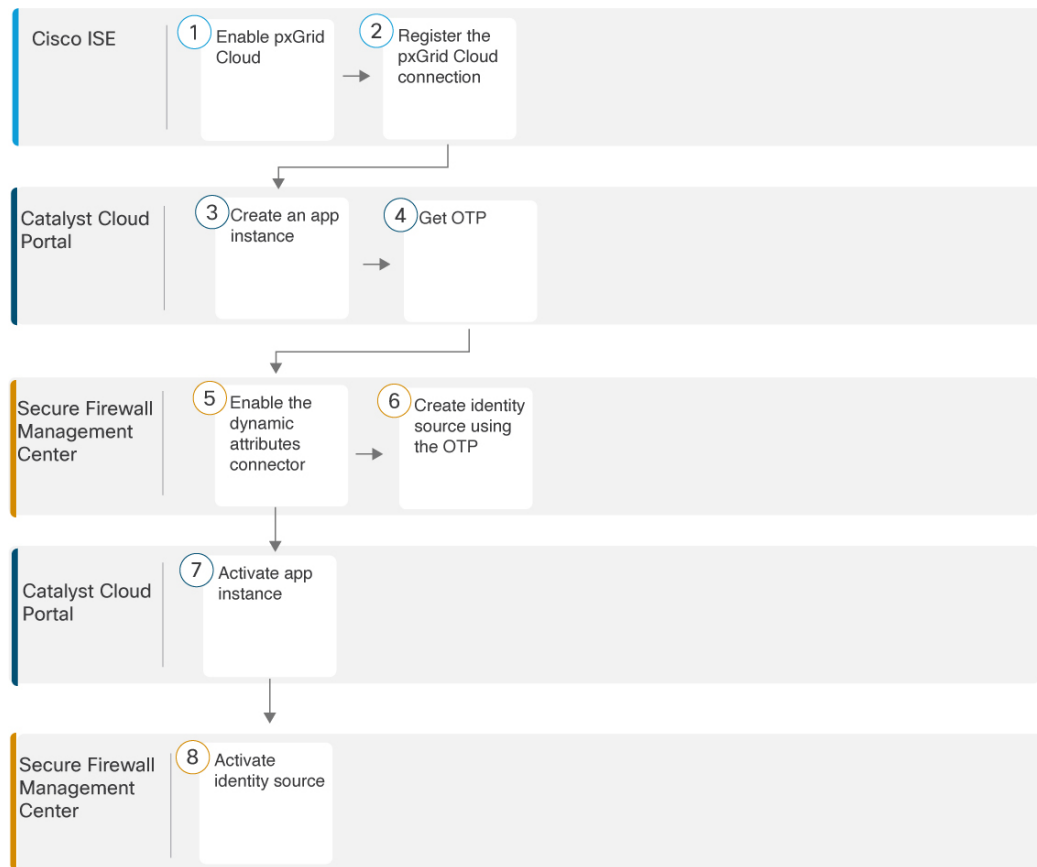 Cisco ISE
1
Enable pxGrid
Cloud
2
Register the
pxGrid Cloud
connection
Catalyst Cloud
Portal
3
Create an app
instance
4
Get OTP
Secure Firewall
Management
Center
5
Enable the
dynamic
attributes
connector
6
Create identity
source using
the OTP
Catalyst Cloud
Portal
7
Activate app
instance
Secure Firewall
Management
Center
8
Activate
identity source